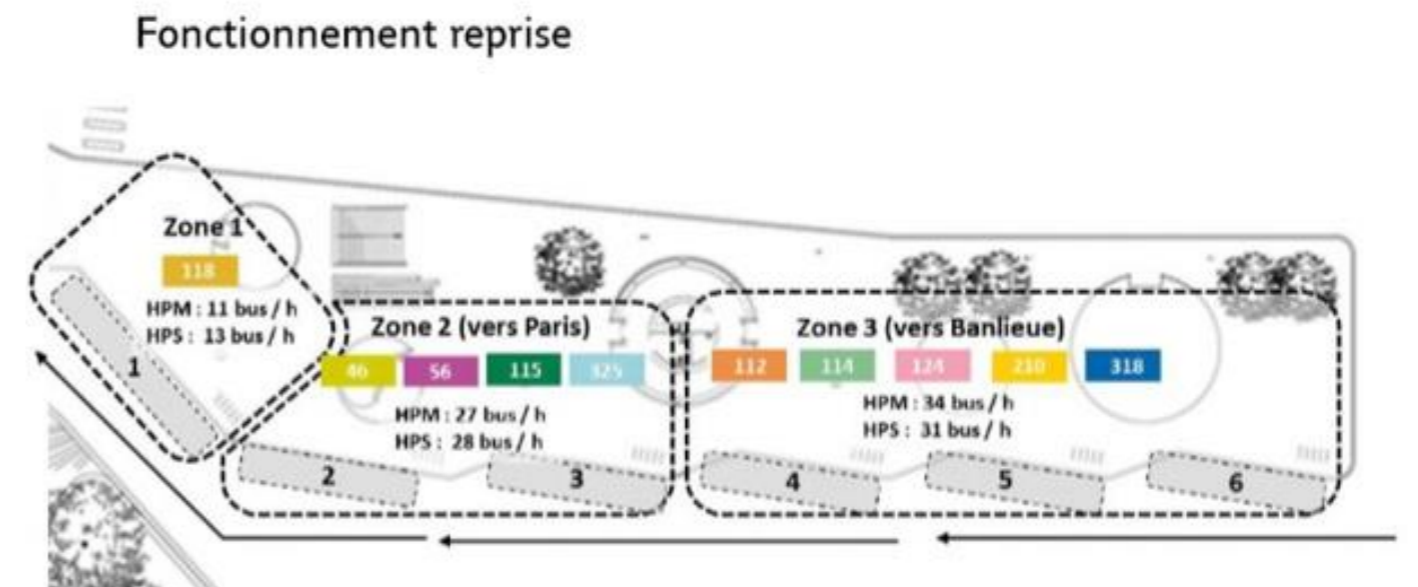 Fonctionnement reprise
Zone 1
118
HPM : 11 bus / h
HPS : 13 bus / h
1
Zone 2 (vers Paris)
46 56 115 325
HPM : 27 bus / h
HPS : 28 bus / h
2
3
Zone 3 (vers Banlieue)
112 114 124 210 318
HPM : 34 bus / h
HPS : 31 bus / h
4
5
6